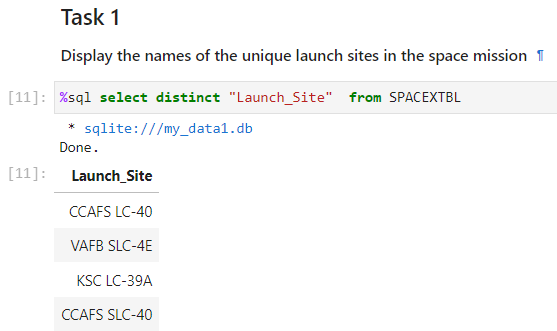 Task 1
Display the names of the unique launch sites in the space mission ¶
[11]: %sql select distinct "Launch_Site"  from SPACEXTBL
* sqlite:///my_data1.db
Done.
[11]: Launch_Site
CCAFS LC-40
VAFB SLC-4E
KSC LC-39A
CCAFS SLC-40